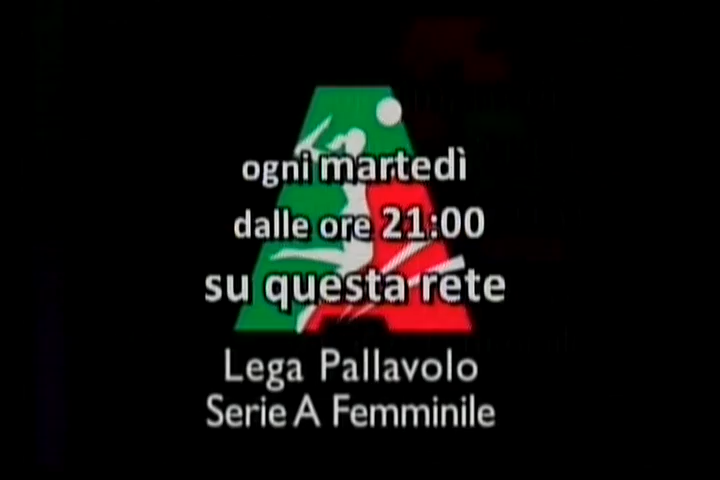 ogni martedì
dalle ore 21:00
su questa rete
Lega Pallavolo
Serie A Femminile